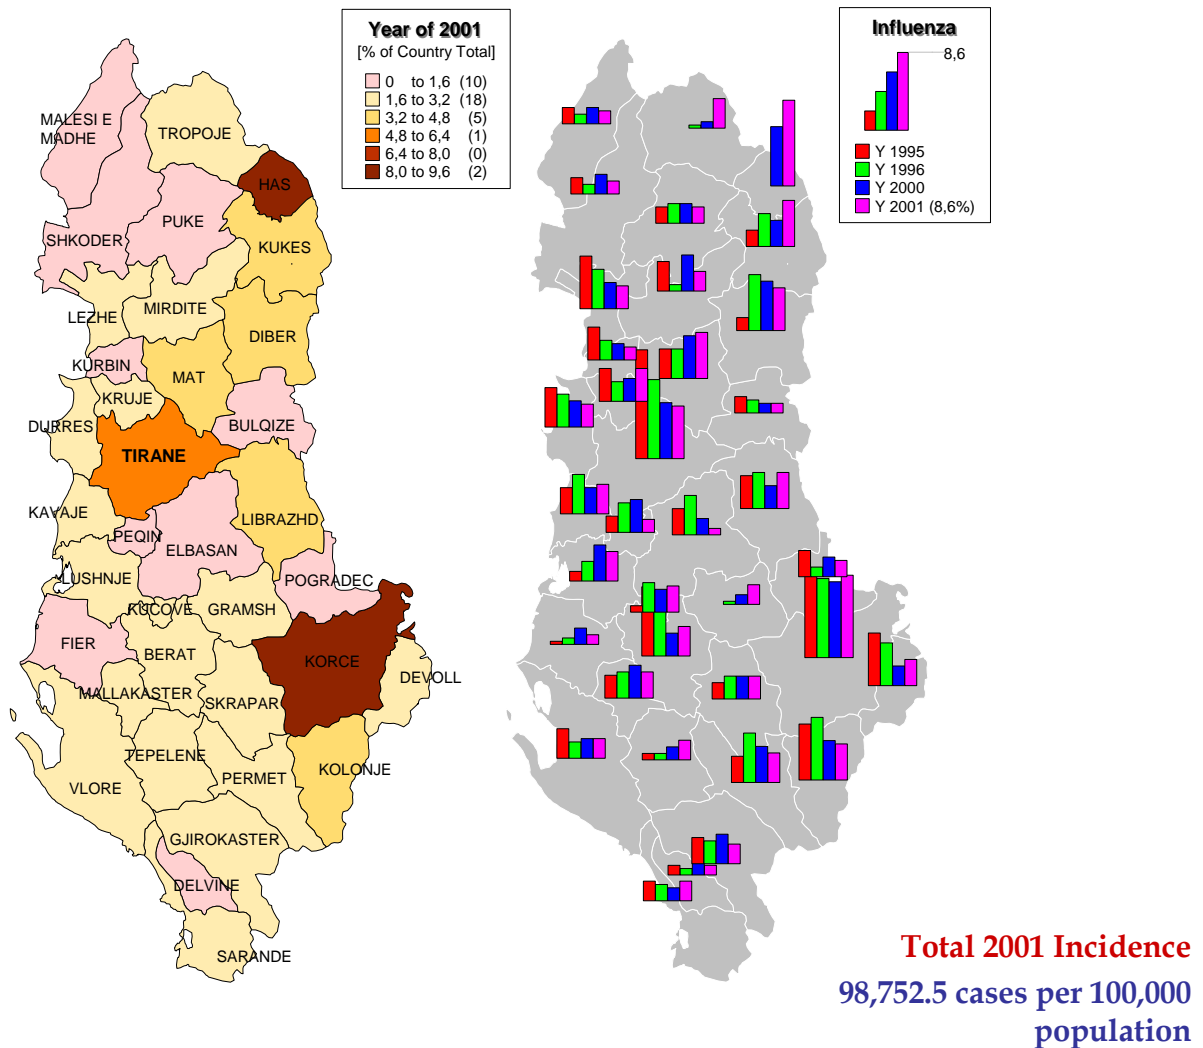 Year of 2001
[% of Country Total]
0 to 1,6 (10)
1,6 to 3,2 (18)
3,2 to 4,8 (5)
4,8 to 6,4 (1)
6,4 to 8,0 (0)
8,0 to 9,6 (2)
Influenza
8,6
Y 1995
Y 1996
Y 2000
Y 2001 (8,6%)
MALESI E
MADHE
TROPOJE
HAS
PUKE
SHKODER
KUKES
LEZHE
MIRDITE
DIBER
KURBIN
MAT
KRUJE
DURRES
BULQIZE
TIRANE
KAVAJE
LIBRAZHD
PEQIN
ELBASAN
LUSHNJE
POGRADEC
KUCOVE
GRAMSH
FIER
BERAT
KORCE
DEVOLL
MALLAKASTER
SKRAPAR
TEPELENE
KOLONJE
PERMET
VLORE
GJIROKASTER
DELVINE
SARANDE
Total 2001 Incidence
98,752.5 cases per 100,000
population